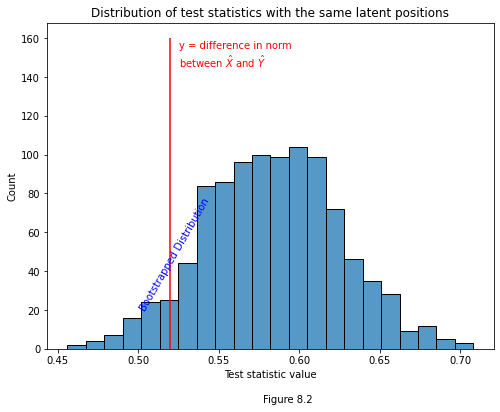 Distribution of test statistics with the same latent positions
160
140
120
100
80
60
40
20
0
Count
y = difference in norm
between X̂ and Ŷ
Bootstrapped Distribution
0.45 0.50 0.55 0.60 0.65 0.70
Test statistic value
Figure 8.2